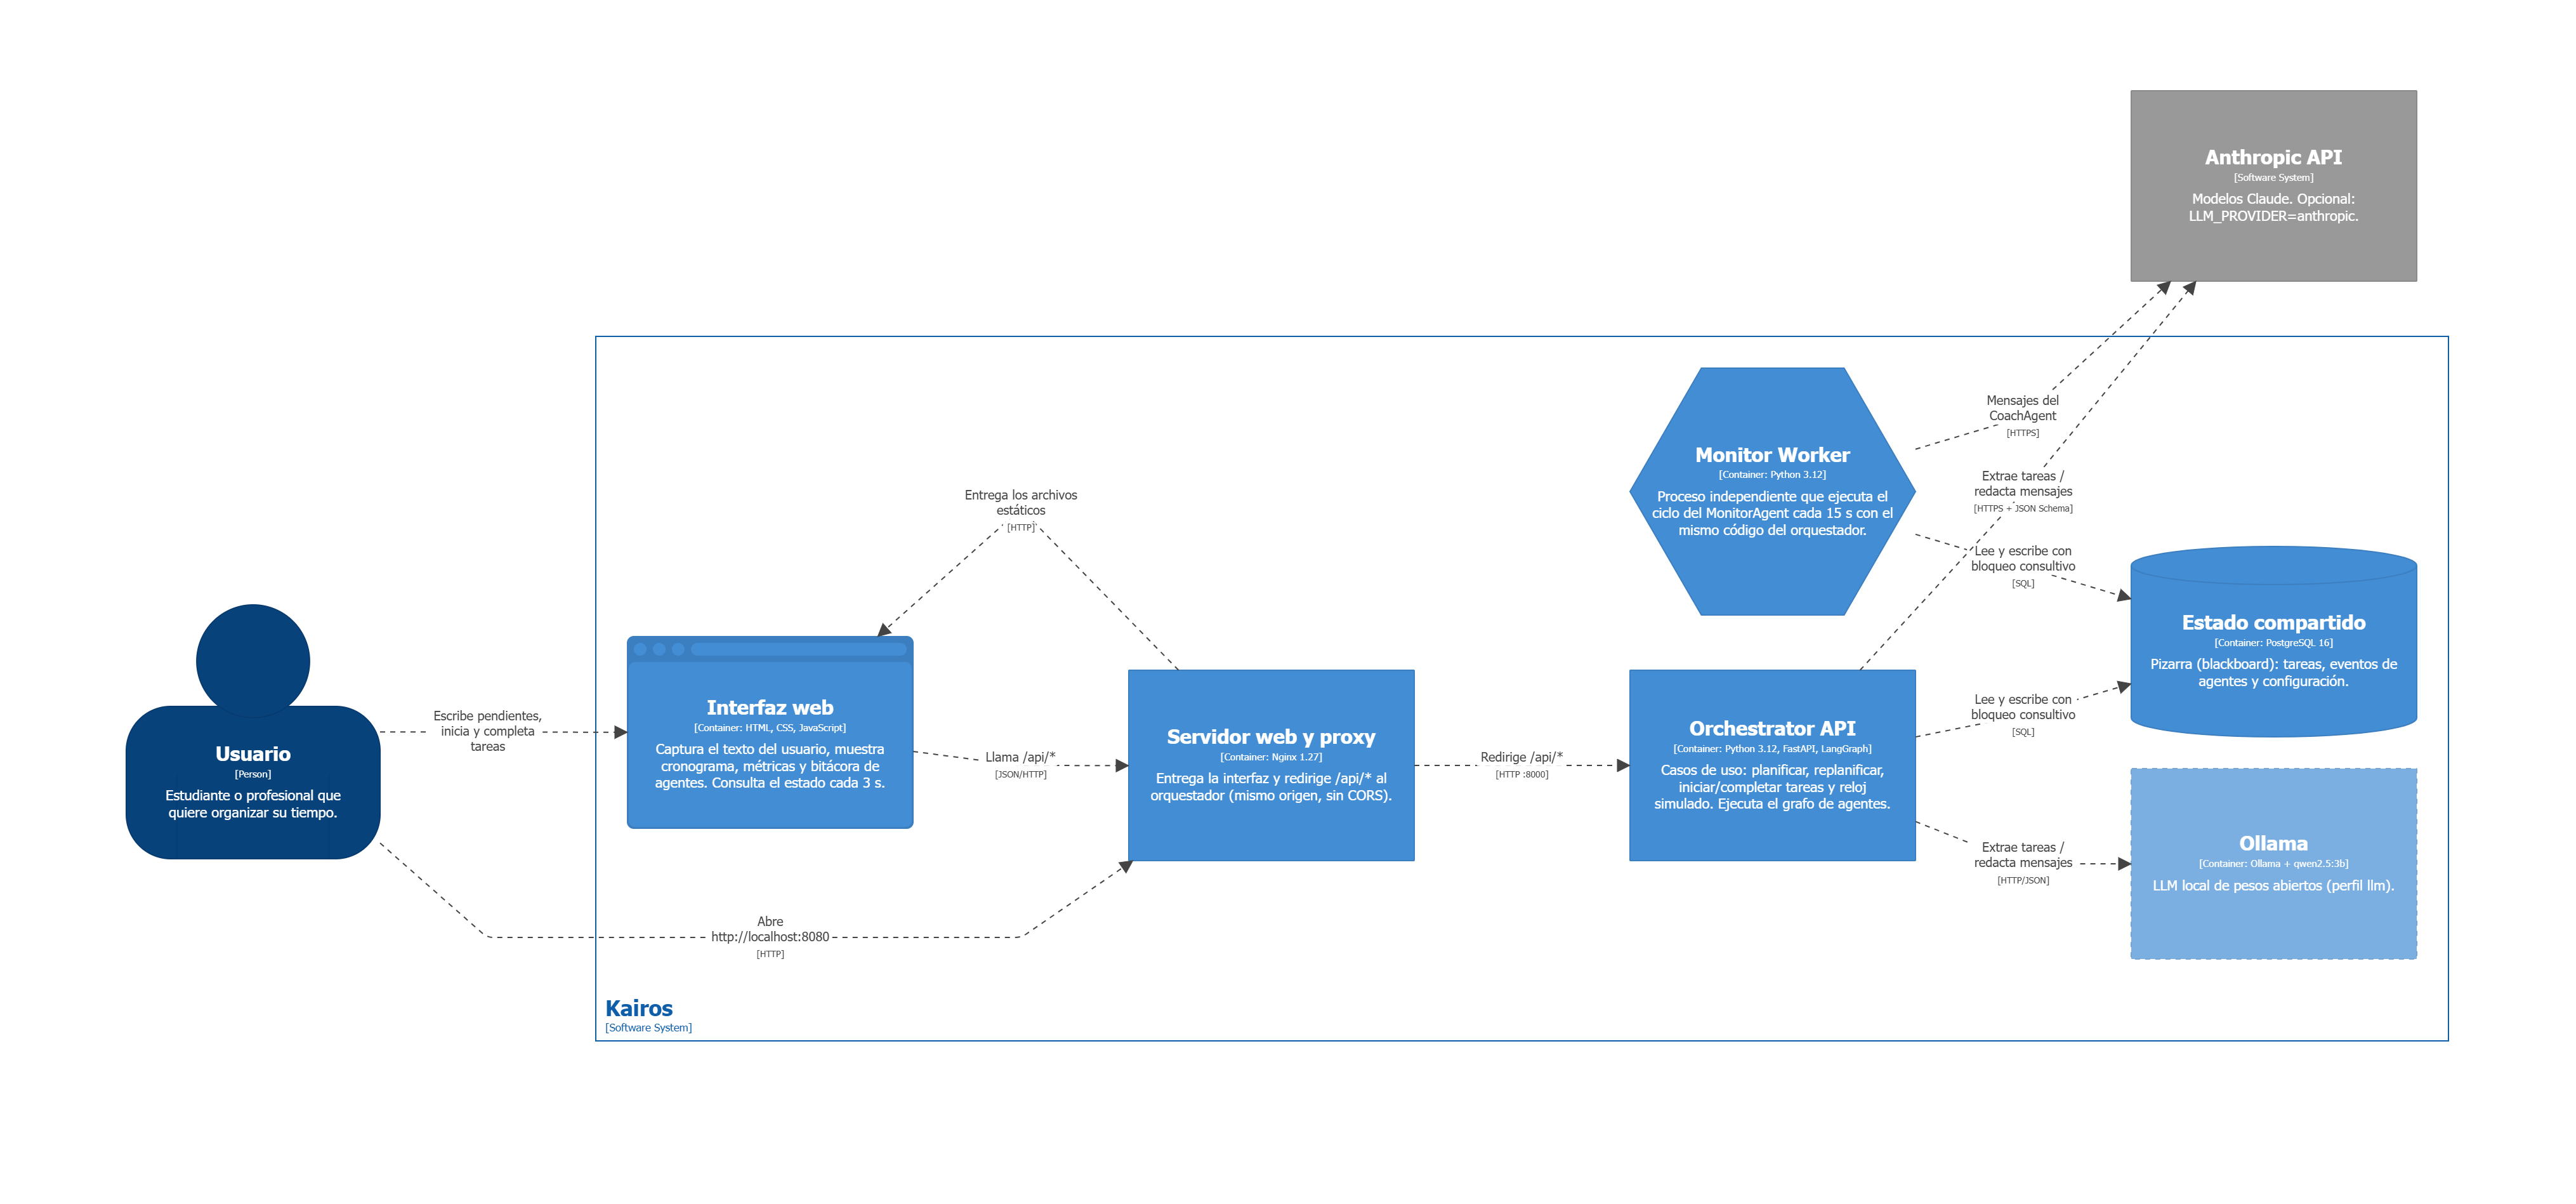 Anthropic API
[Software System]
Modelos Claude. Opcional:
LLM_PROVIDER=anthropic.
Mensajes del
CoachAgent
[HTTPS]
Monitor Worker
[Container: Python 3.12]
Proceso independiente que ejecuta el
ciclo del MonitorAgent cada 15 s con el
mismo código del orquestador.
Extrae tareas /
redacta mensajes
[HTTPS + JSON Schema]
Entrega los archivos
estáticos
[HTTP]
Lee y escribe con
bloqueo consultivo
[SQL]
Estado compartido
[Container: PostgreSQL 16]
Pizarra (blackboard): tareas, eventos de
agentes y configuración.
Usuario
[Person]
Estudiante o profesional que
quiere organizar su tiempo.
Escribe pendientes,
inicia y completa
tareas
Interfaz web
[Container: HTML, CSS, JavaScript]
Captura el texto del usuario, muestra
cronograma, métricas y bitácora de
agentes. Consulta el estado cada 3 s.
Llama /api/*
[JSON/HTTP]
Servidor web y proxy
[Container: Nginx 1.27]
Entrega la interfaz y redirige /api/* al
orquestador (mismo origen, sin CORS).
Redirige /api/*
[HTTP :8000]
Orchestrator API
[Container: Python 3.12, FastAPI, LangGraph]
Casos de uso: planificar, replanificar,
iniciar/completar tareas y reloj
simulado. Ejecuta el grafo de agentes.
Lee y escribe con
bloqueo consultivo
[SQL]
Extrae tareas /
redacta mensajes
[HTTP/JSON]
Ollama
[Container: Ollama + qwen2.5:3b]
LLM local de pesos abiertos (perfil llm).
Abre
http://localhost:8080
[HTTP]
Kairos
[Software System]